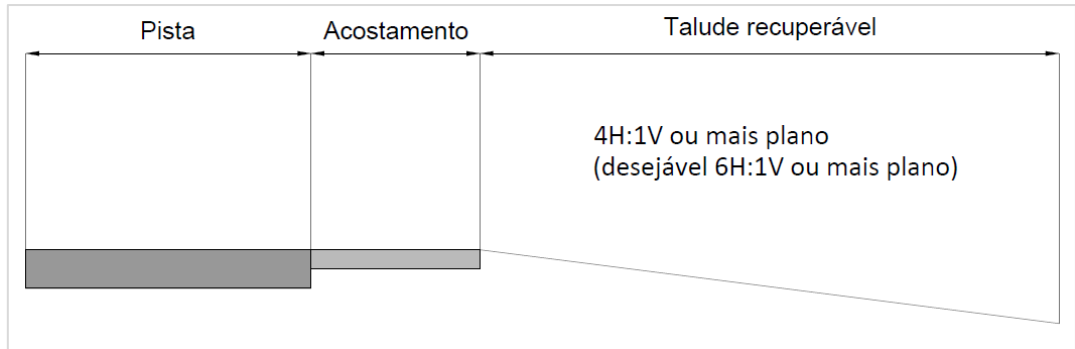 Pista
Acostamento
Talude recuperável
4H:1V ou mais plano
(desejável 6H:1V ou mais plano)